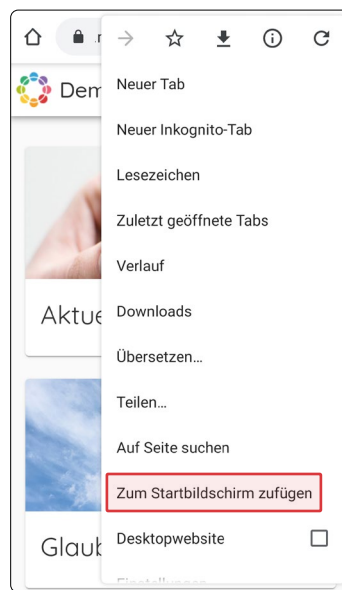 Dem
Neuer Tab
Neuer Inkognito-Tab
Lesezeichen
Zuletzt geöffnete Tabs
Verlauf
Aktue
Downloads
Übersetzen…
Teilen…
Auf Seite suchen
Zum Startbildschirm zufügen
Glaub
Desktopwebsite
Einstellungen